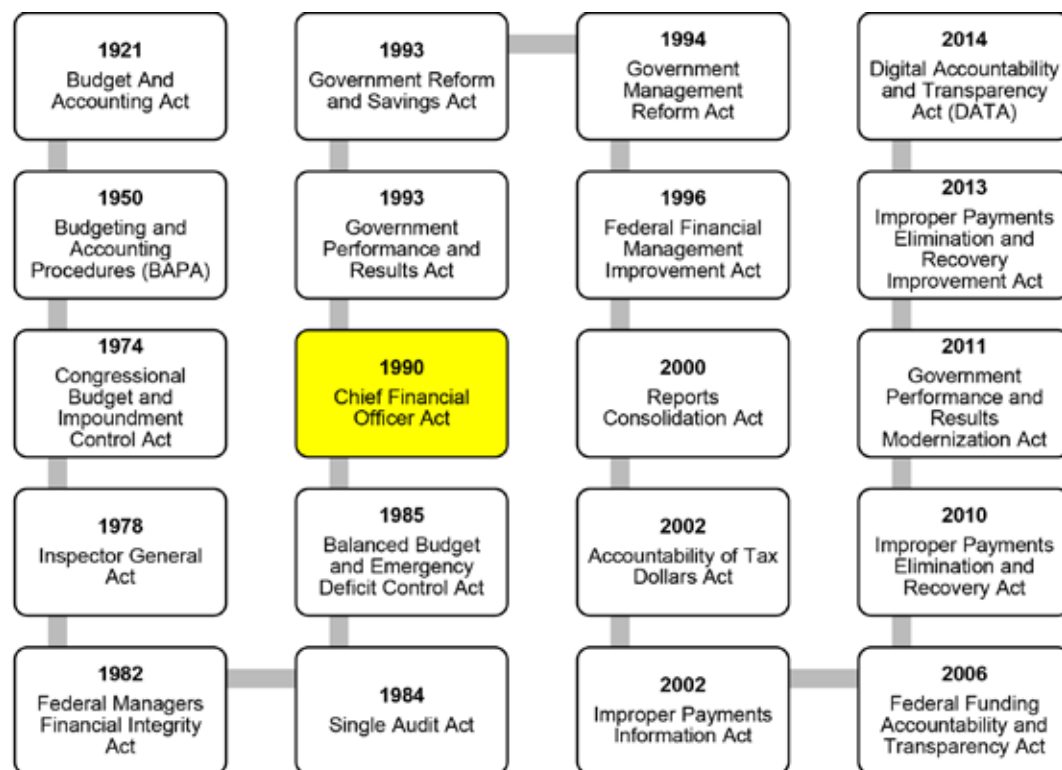 1921
Budget And
Accounting Act
1950
Budgeting and
Accounting
Procedures (BAPA)
1974
Congressional
Budget and
Impoundment
Control Act
1978
Inspector General
Act
1982
Federal Managers
Financial Integrity
Act
1984
Single Audit Act
1985
Balanced Budget
and Emergency
Deficit Control Act
1990
Chief Financial
Officer Act
1993
Government
Performance and
Results Act
1993
Government Reform
and Savings Act
1994
Government
Management
Reform Act
1996
Federal Financial
Management
Improvement Act
2000
Reports
Consolidation Act
2002
Accountability of Tax
Dollars Act
2002
Improper Payments
Information Act
2006
Federal Funding
Accountability and
Transparency Act
2010
Improper Payments
Elimination and
Recovery Act
2011
Government
Performance and
Results
Modernization Act
2013
Improper Payments
Elimination and
Recovery
Improvement Act
2014
Digital Accountability
and Transparency
Act (DATA)